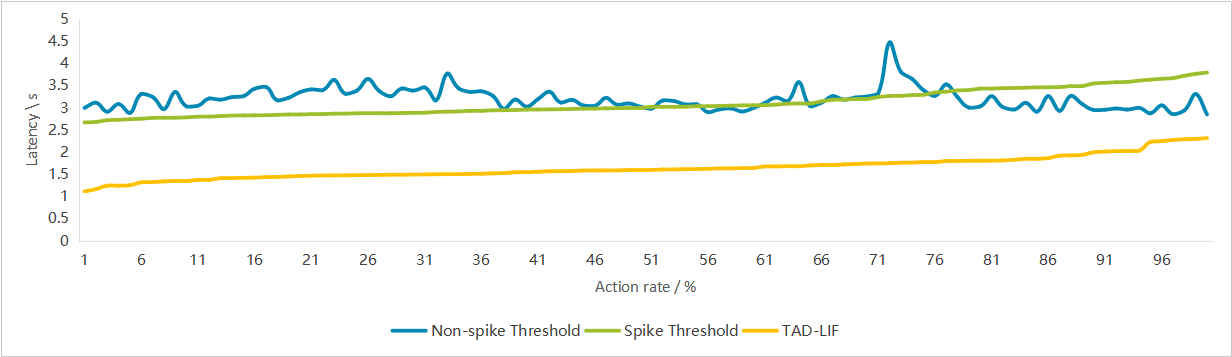 5
4.5
4
3.5
3
2.5
2
1.5
1
0.5
0
Latency \ s
1 6 11 16 21 26 31 36 41 46 51 56 61 66 71 76 81 86 91 96
Action rate / %
Non-spike Threshold Spike Threshold TAD-LIF